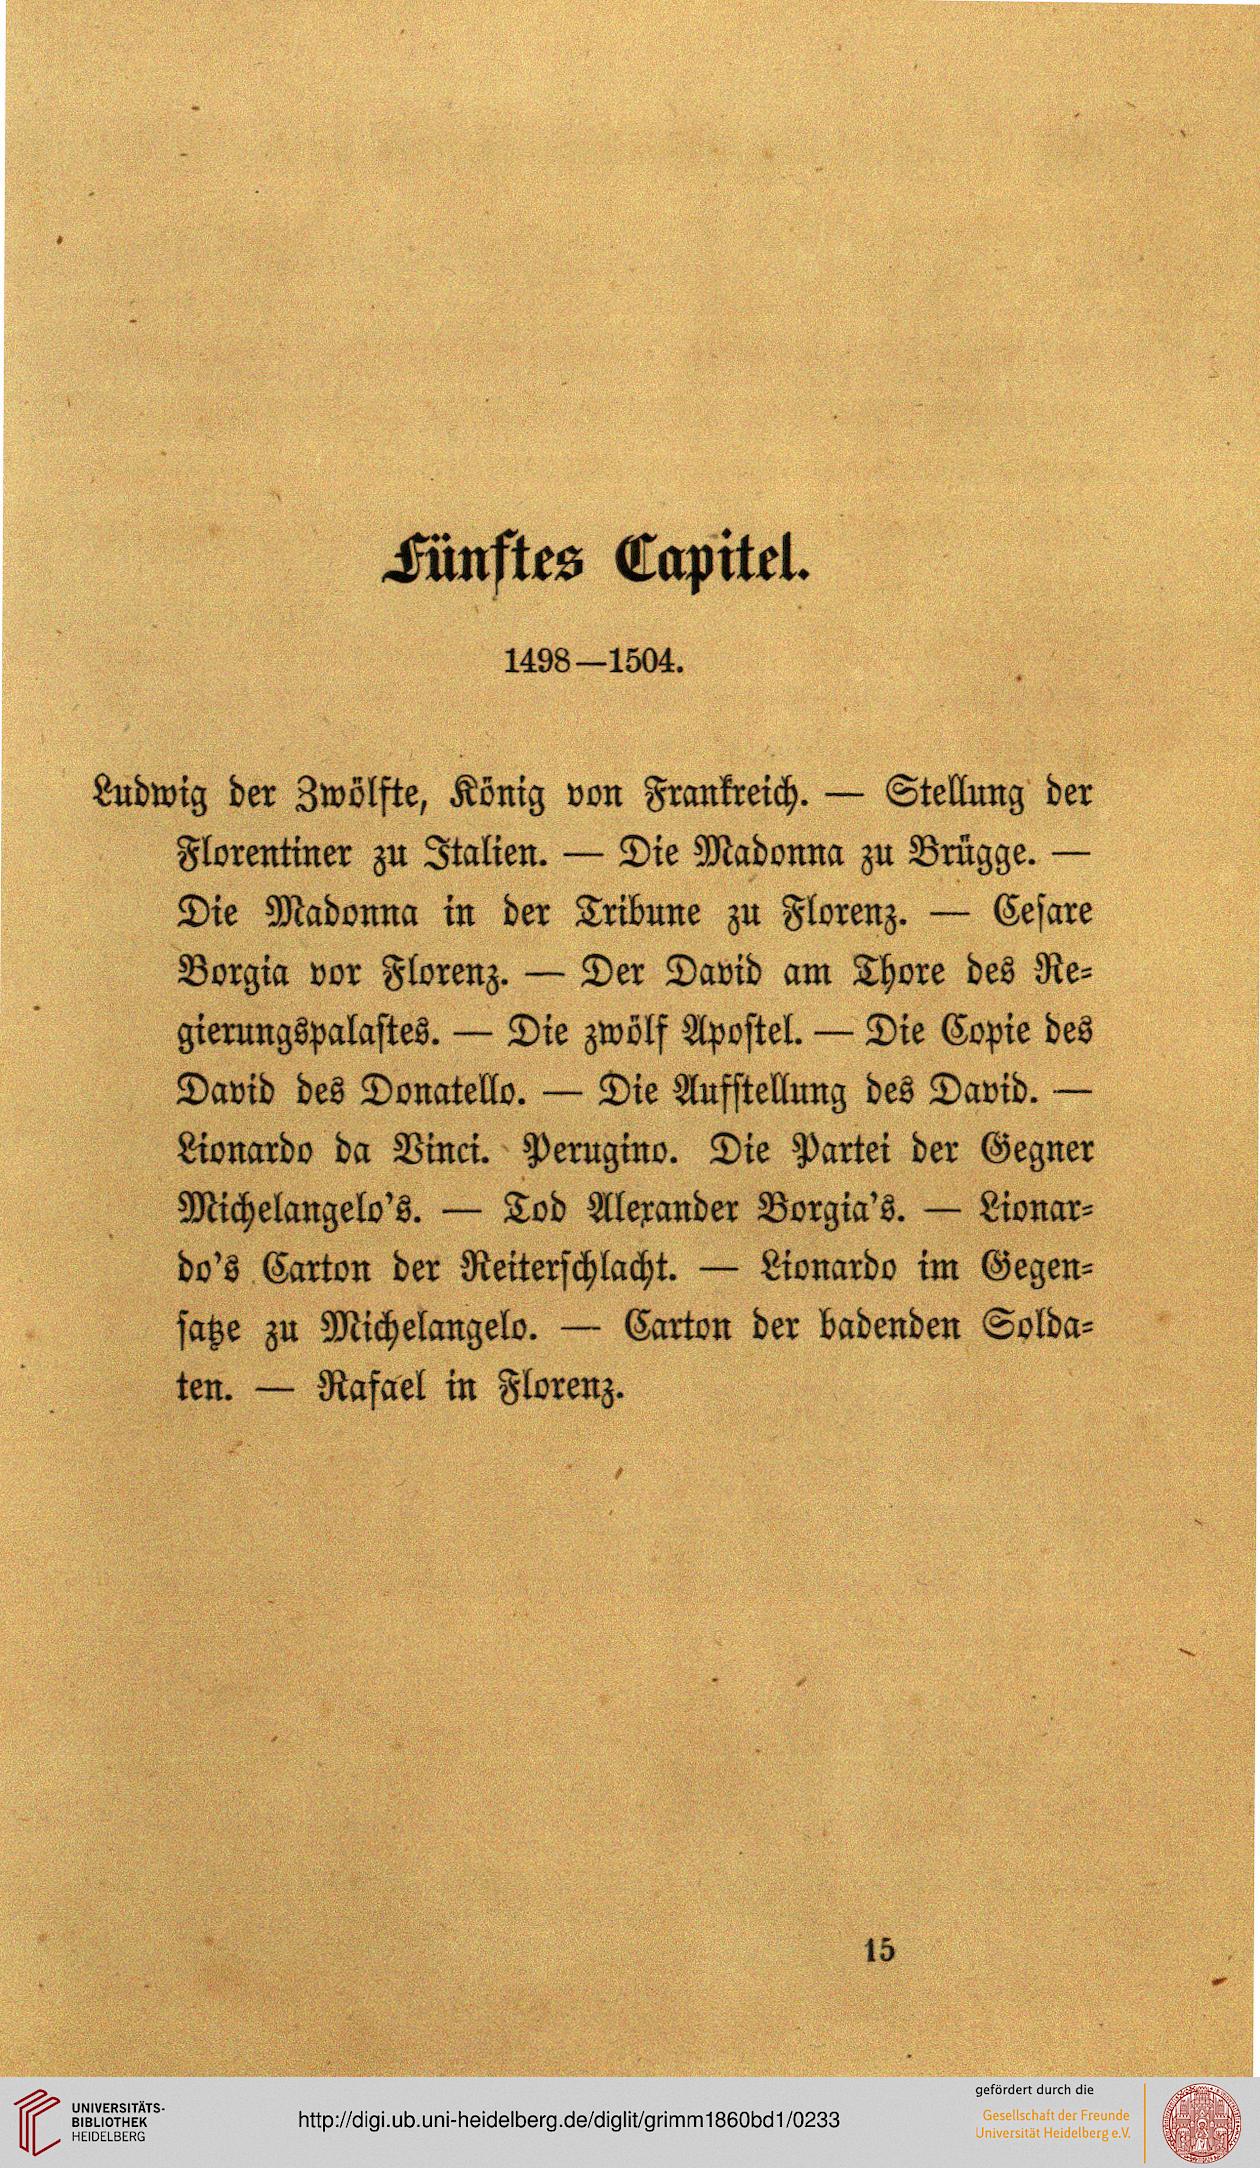 Fünftes Capitel.
1498—1504.
Ludwig der Zwölfte, König von Frankreich. — Stellung der
Florentiner zu Italien. — Die Madonna zu Brügge. —
Die Madonna in der Tribune zu Florenz. — Cesare
Borgia vor Florenz. — Der David am Thore des Re-
gierungspalastes. — Die zwölf Apostel. — Die Copie des
David des Donatello. — Die Aufstellung des David. —
Lionardo da Vinci. Perugino. Die Partei der Gegner
Michelangelo's. — Tod Alexander Borgia's. — Lionar-
do's Carton der Reiterschlacht. — Lionardo im Gegen-
satze zu Michelangelo. — Carton der badenden Solda-
ten. — Rafael in Florenz.
15
UNIVERSITÄTS-
BIBLIOTHEK
HEIDELBERG
http://digi.ub.uni-heidelberg.de/diglit/grimm1860bd1/0233
gefördert durch die
Gesellschaft der Freunde
Universität Heidelberg e.V.